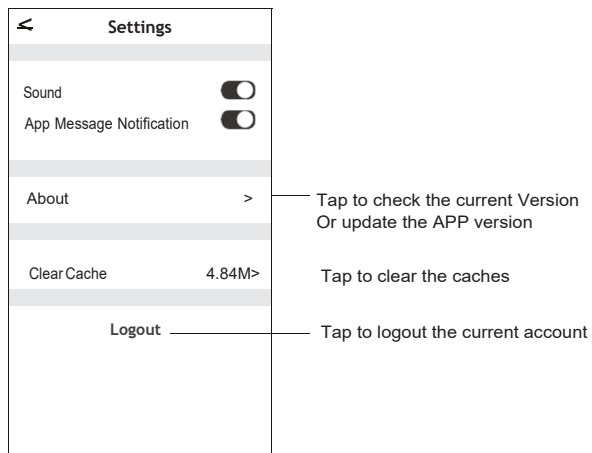 Settings
Sound
App Message Notification
About >
Tap to check the current Version
Or update the APP version
Clear Cache 4.84M>
Tap to clear the caches
Logout
Tap to logout the current account